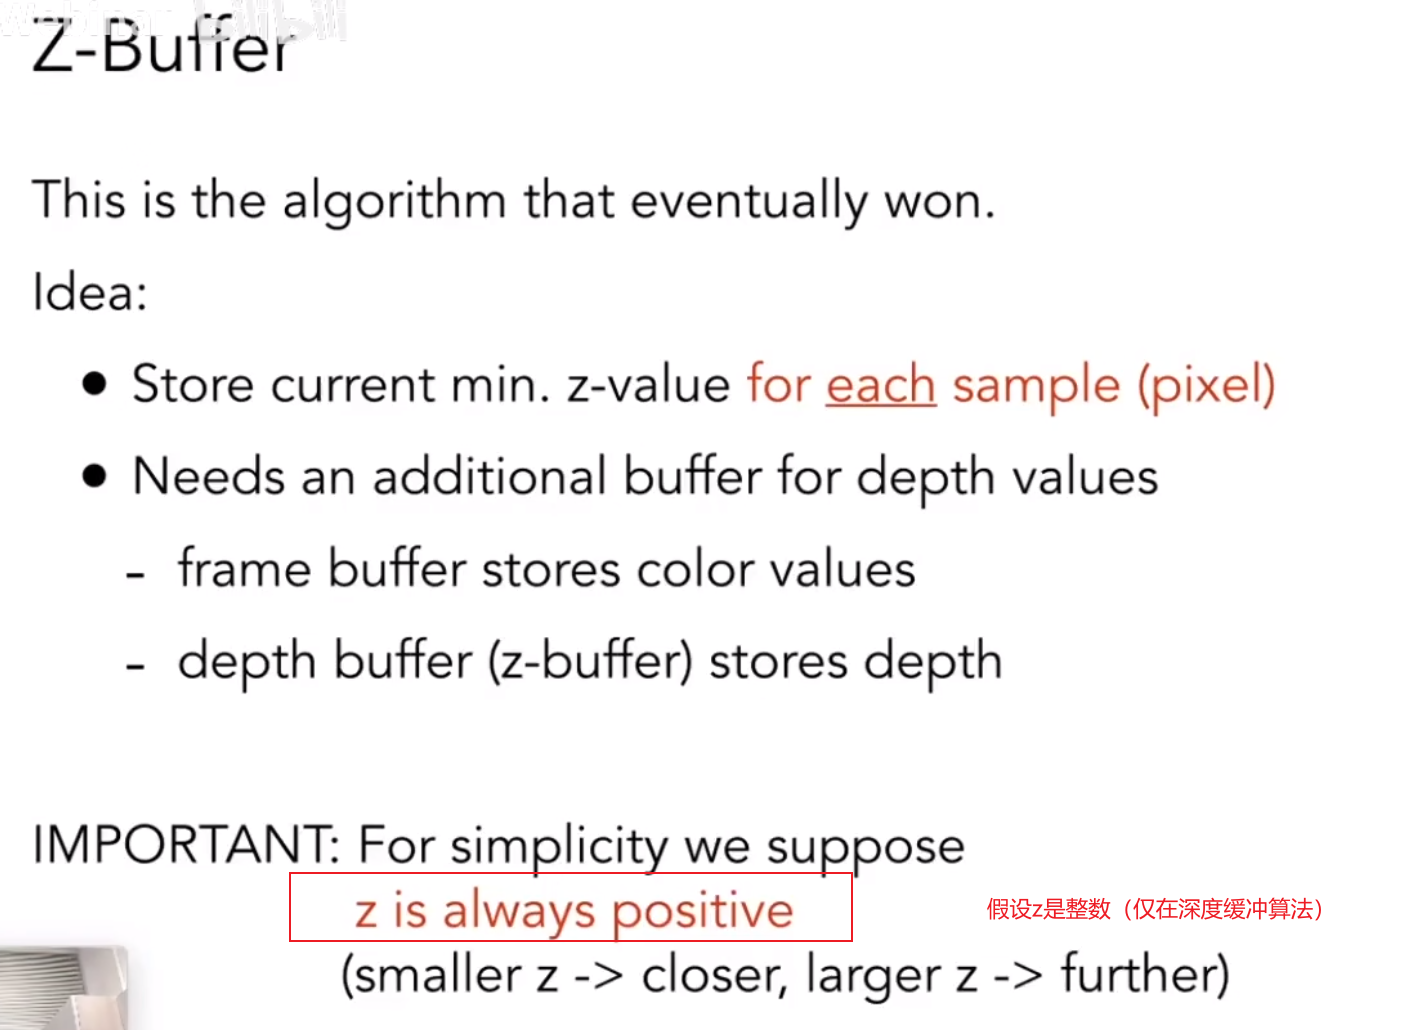 Webinar bilibili
Z-Buffer
This is the algorithm that eventually won.
Idea:
● Store current min. z-value for each sample (pixel)
● Needs an additional buffer for depth values
- frame buffer stores color values
- depth buffer (z-buffer) stores depth
IMPORTANT: For simplicity we suppose
z is always positive
假设z是整数（仅在深度缓冲算法）
(smaller z -> closer, larger z -> further)